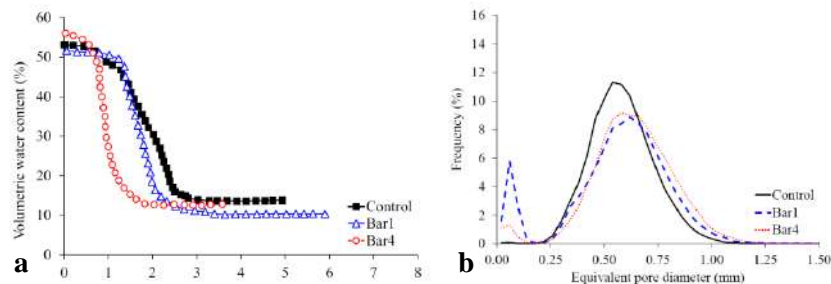 60
50
40
30
20
10
0
Volumetric water content (%)
Control
Bar1
Bar4
0 1 2 3 4 5 6 7 8
a
16
14
12
10
8
6
4
2
0
Frequency (%)
Control
Bar1
Bar4
0.00 0.25 0.50 0.75 1.00 1.25 1.50
Equivalent pore diameter (mm)
b